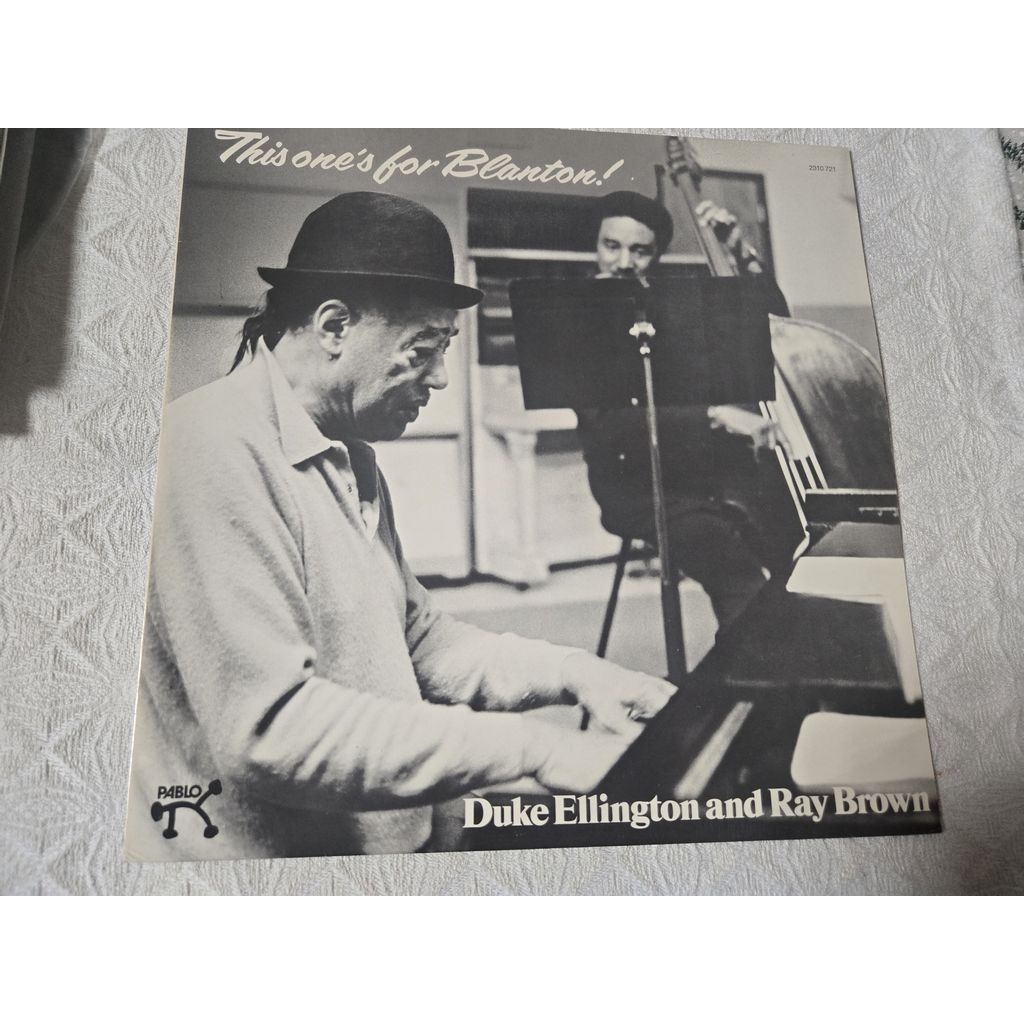 This one's for Blanton!
2310 721
PABLO
Duke Ellington and Ray Brown